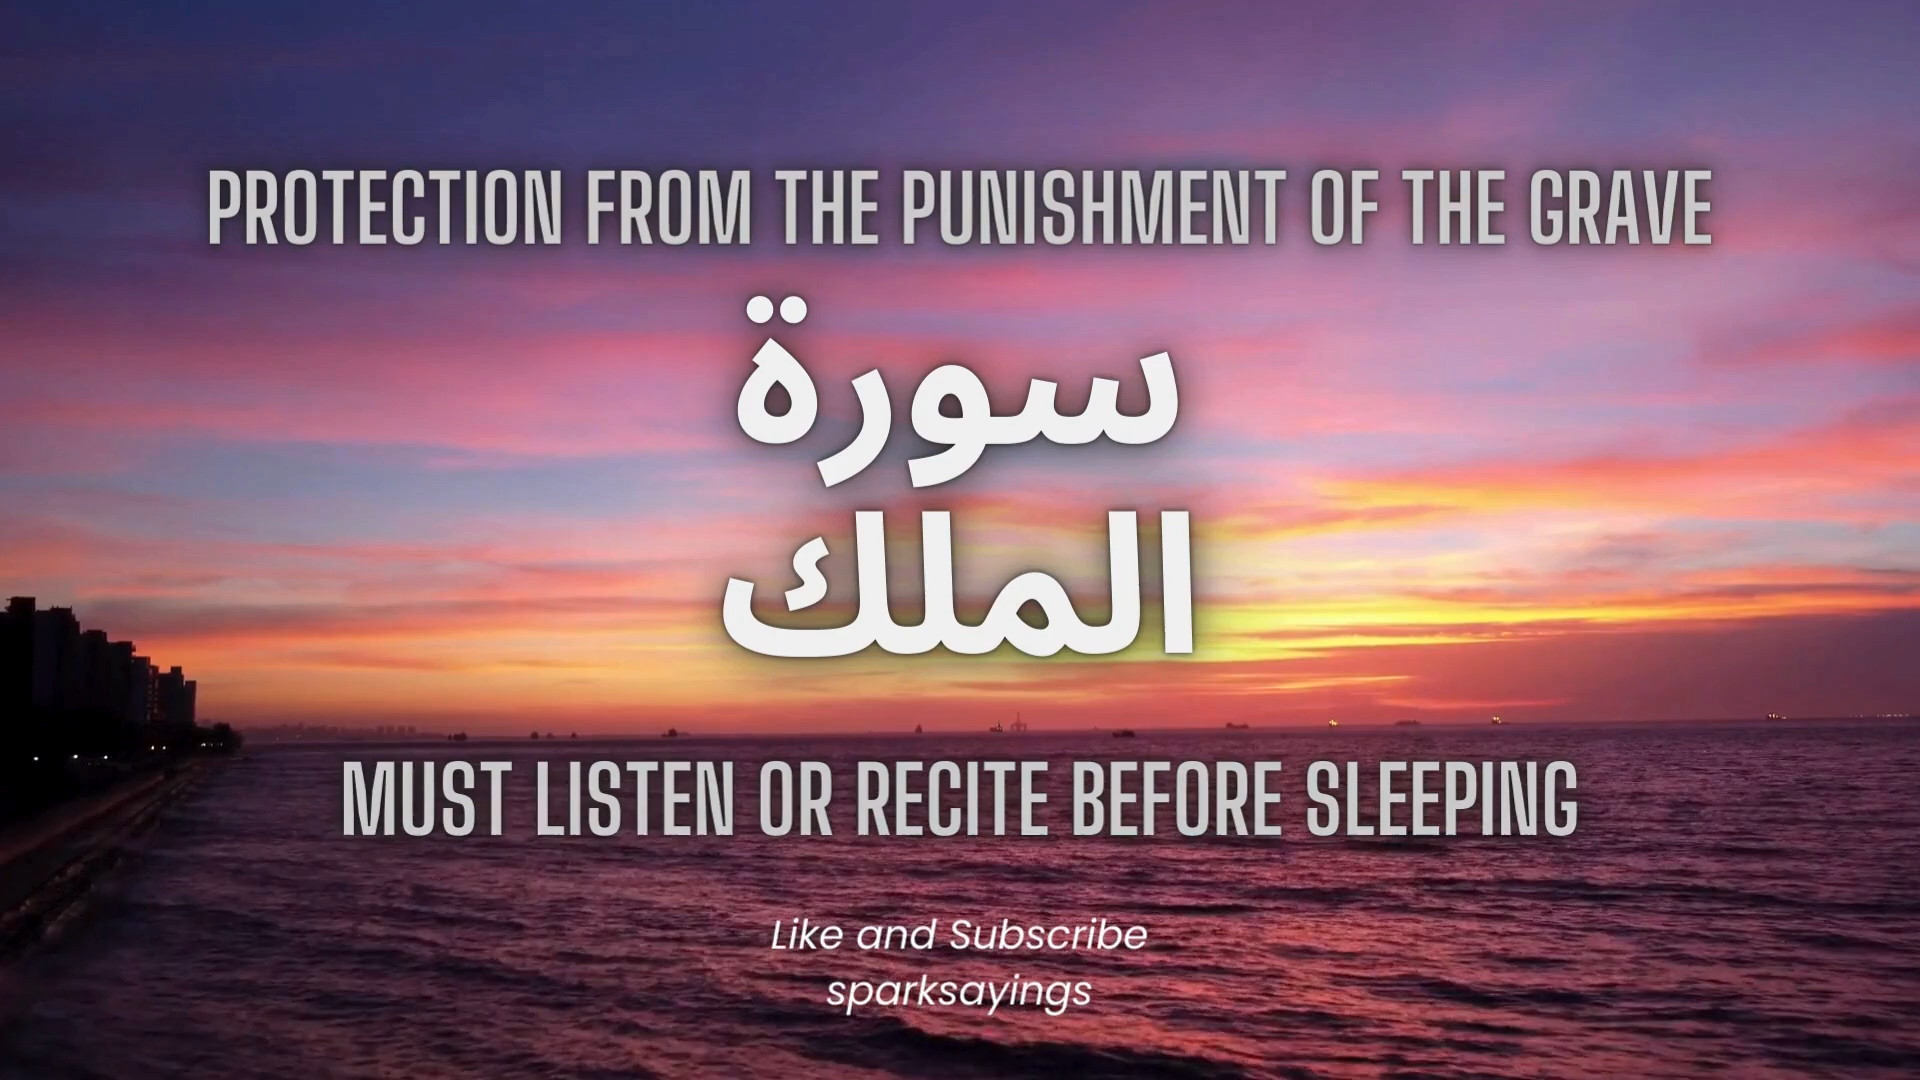 PROTECTION FROM THE PUNISHMENT OF THE GRAVE
سورة
الملك
MUST LISTEN OR RECITE BEFORE SLEEPING
Like and Subscribe
sparksayings